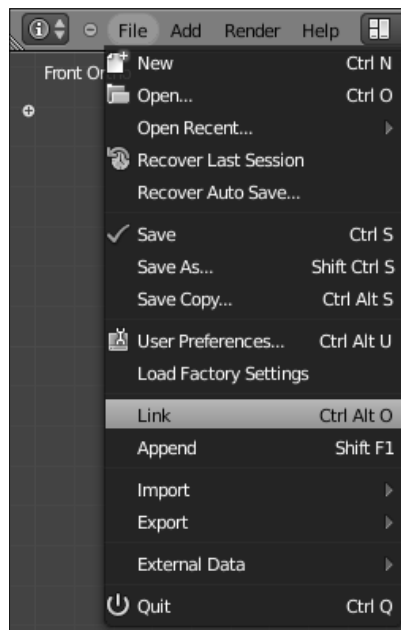 File Add Render Help
Front Or
New Ctrl N
Open... Ctrl O
Open Recent...
Recover Last Session
Recover Auto Save...
Save Ctrl S
Save As... Shift Ctrl S
Save Copy... Ctrl Alt S
User Preferences... Ctrl Alt U
Load Factory Settings
Link Ctrl Alt O
Append Shift F1
Import
Export
External Data
Quit Ctrl Q